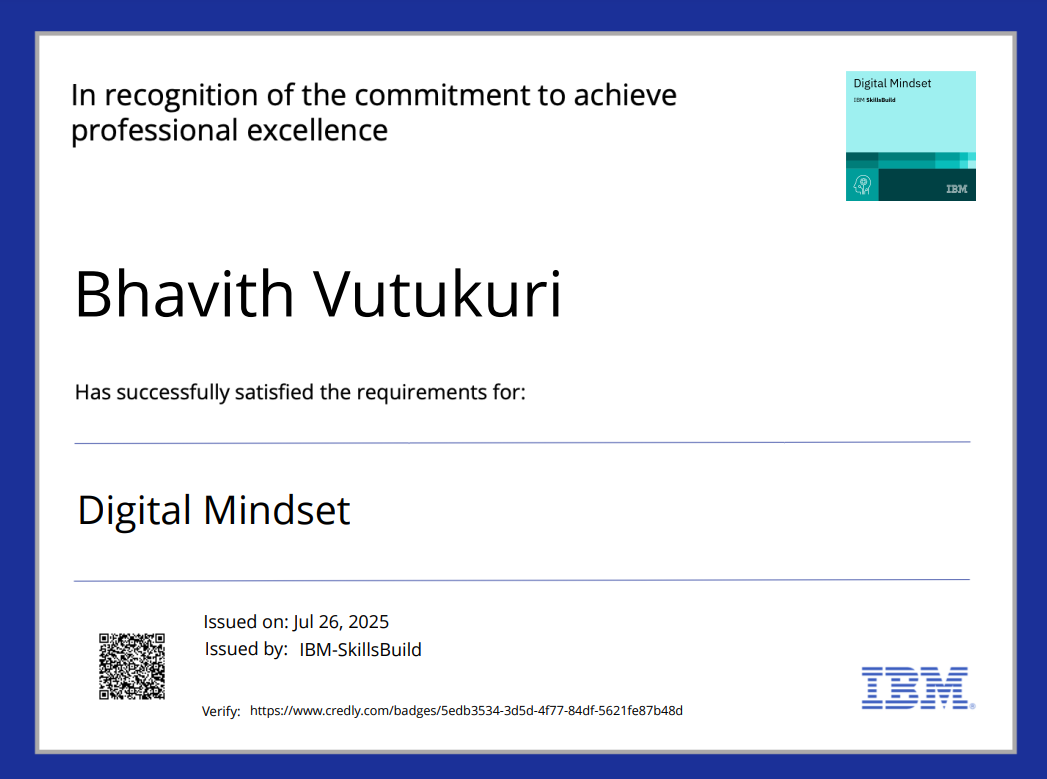 In recognition of the commitment to achieve
professional excellence
Digital Mindset
IBM SkillsBuild
IBM
Bhavith Vutukuri
Has successfully satisfied the requirements for:
Digital Mindset
Issued on: Jul 26, 2025
Issued by: IBM-SkillsBuild
Verify: https://www.credly.com/badges/5edb3534-3d5d-4f77-84df-5621fe87b48d
IBM®